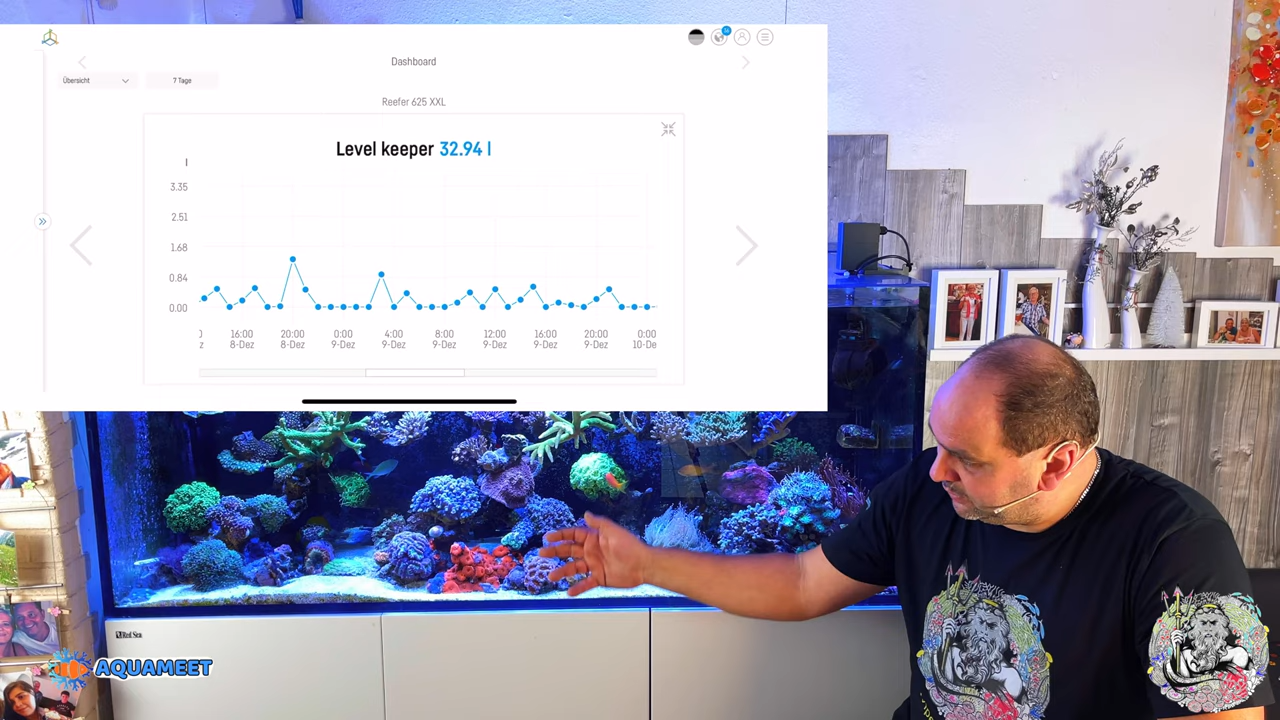 Dashboard
Übersicht
7 Tage
Reefer 625 XXL
Level keeper 32.94 l
l
3.35
2.51
1.68
0.84
0.00
16:00 20:00 0:00 4:00 8:00 12:00 16:00 20:00 0:00
8-Dez 8-Dez 9-Dez 9-Dez 9-Dez 9-Dez 9-Dez 9-Dez 10-De
Red Sea
AQUAMEET